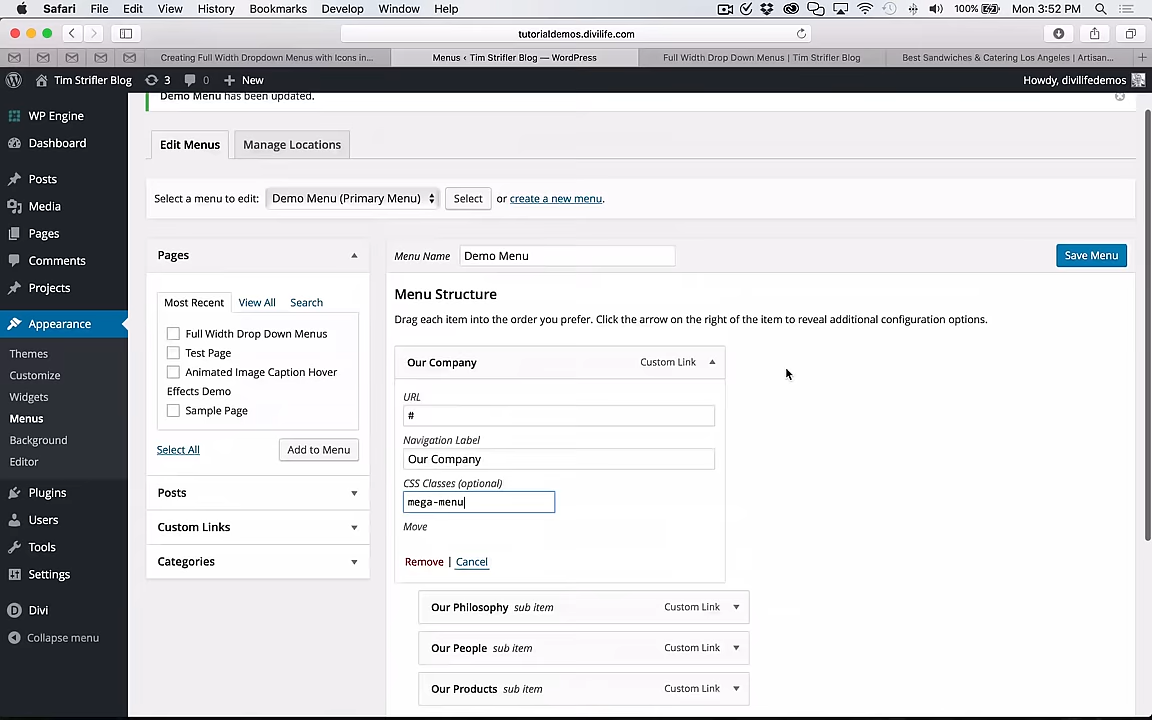 Safari File Edit View History Bookmarks Develop Window Help 100% Mon 3:52 PM
tutorialdemos.divilife.com
Creating Full Width Dropdown Menus with Icons in... Menus ‹ Tim Strifler Blog — WordPress Full Width Drop Down Menus | Tim Strifler Blog Best Sandwiches & Catering Los Angeles | Artisan...
Tim Strifler Blog 3 0 + New Howdy, divilifedemos
WP Engine
Dashboard
Posts
Media
Pages
Comments
Projects
Appearance
Themes
Customize
Widgets
Menus
Background
Editor
Plugins
Users
Tools
Settings
Divi
Collapse menu
Demo Menu has been updated.
Edit Menus Manage Locations
Select a menu to edit: Demo Menu (Primary Menu) Select or create a new menu.
Pages
Most Recent View All Search
Full Width Drop Down Menus
Test Page
Animated Image Caption Hover
Effects Demo
Sample Page
Select All Add to Menu
Posts
Custom Links
Categories
Menu Name Demo Menu Save Menu
Menu Structure
Drag each item into the order you prefer. Click the arrow on the right of the item to reveal additional configuration options.
Our Company Custom Link
URL
#
Navigation Label
Our Company
CSS Classes (optional)
mega-menu
Move
Remove | Cancel
Our Philosophy sub item Custom Link
Our People sub item Custom Link
Our Products sub item Custom Link